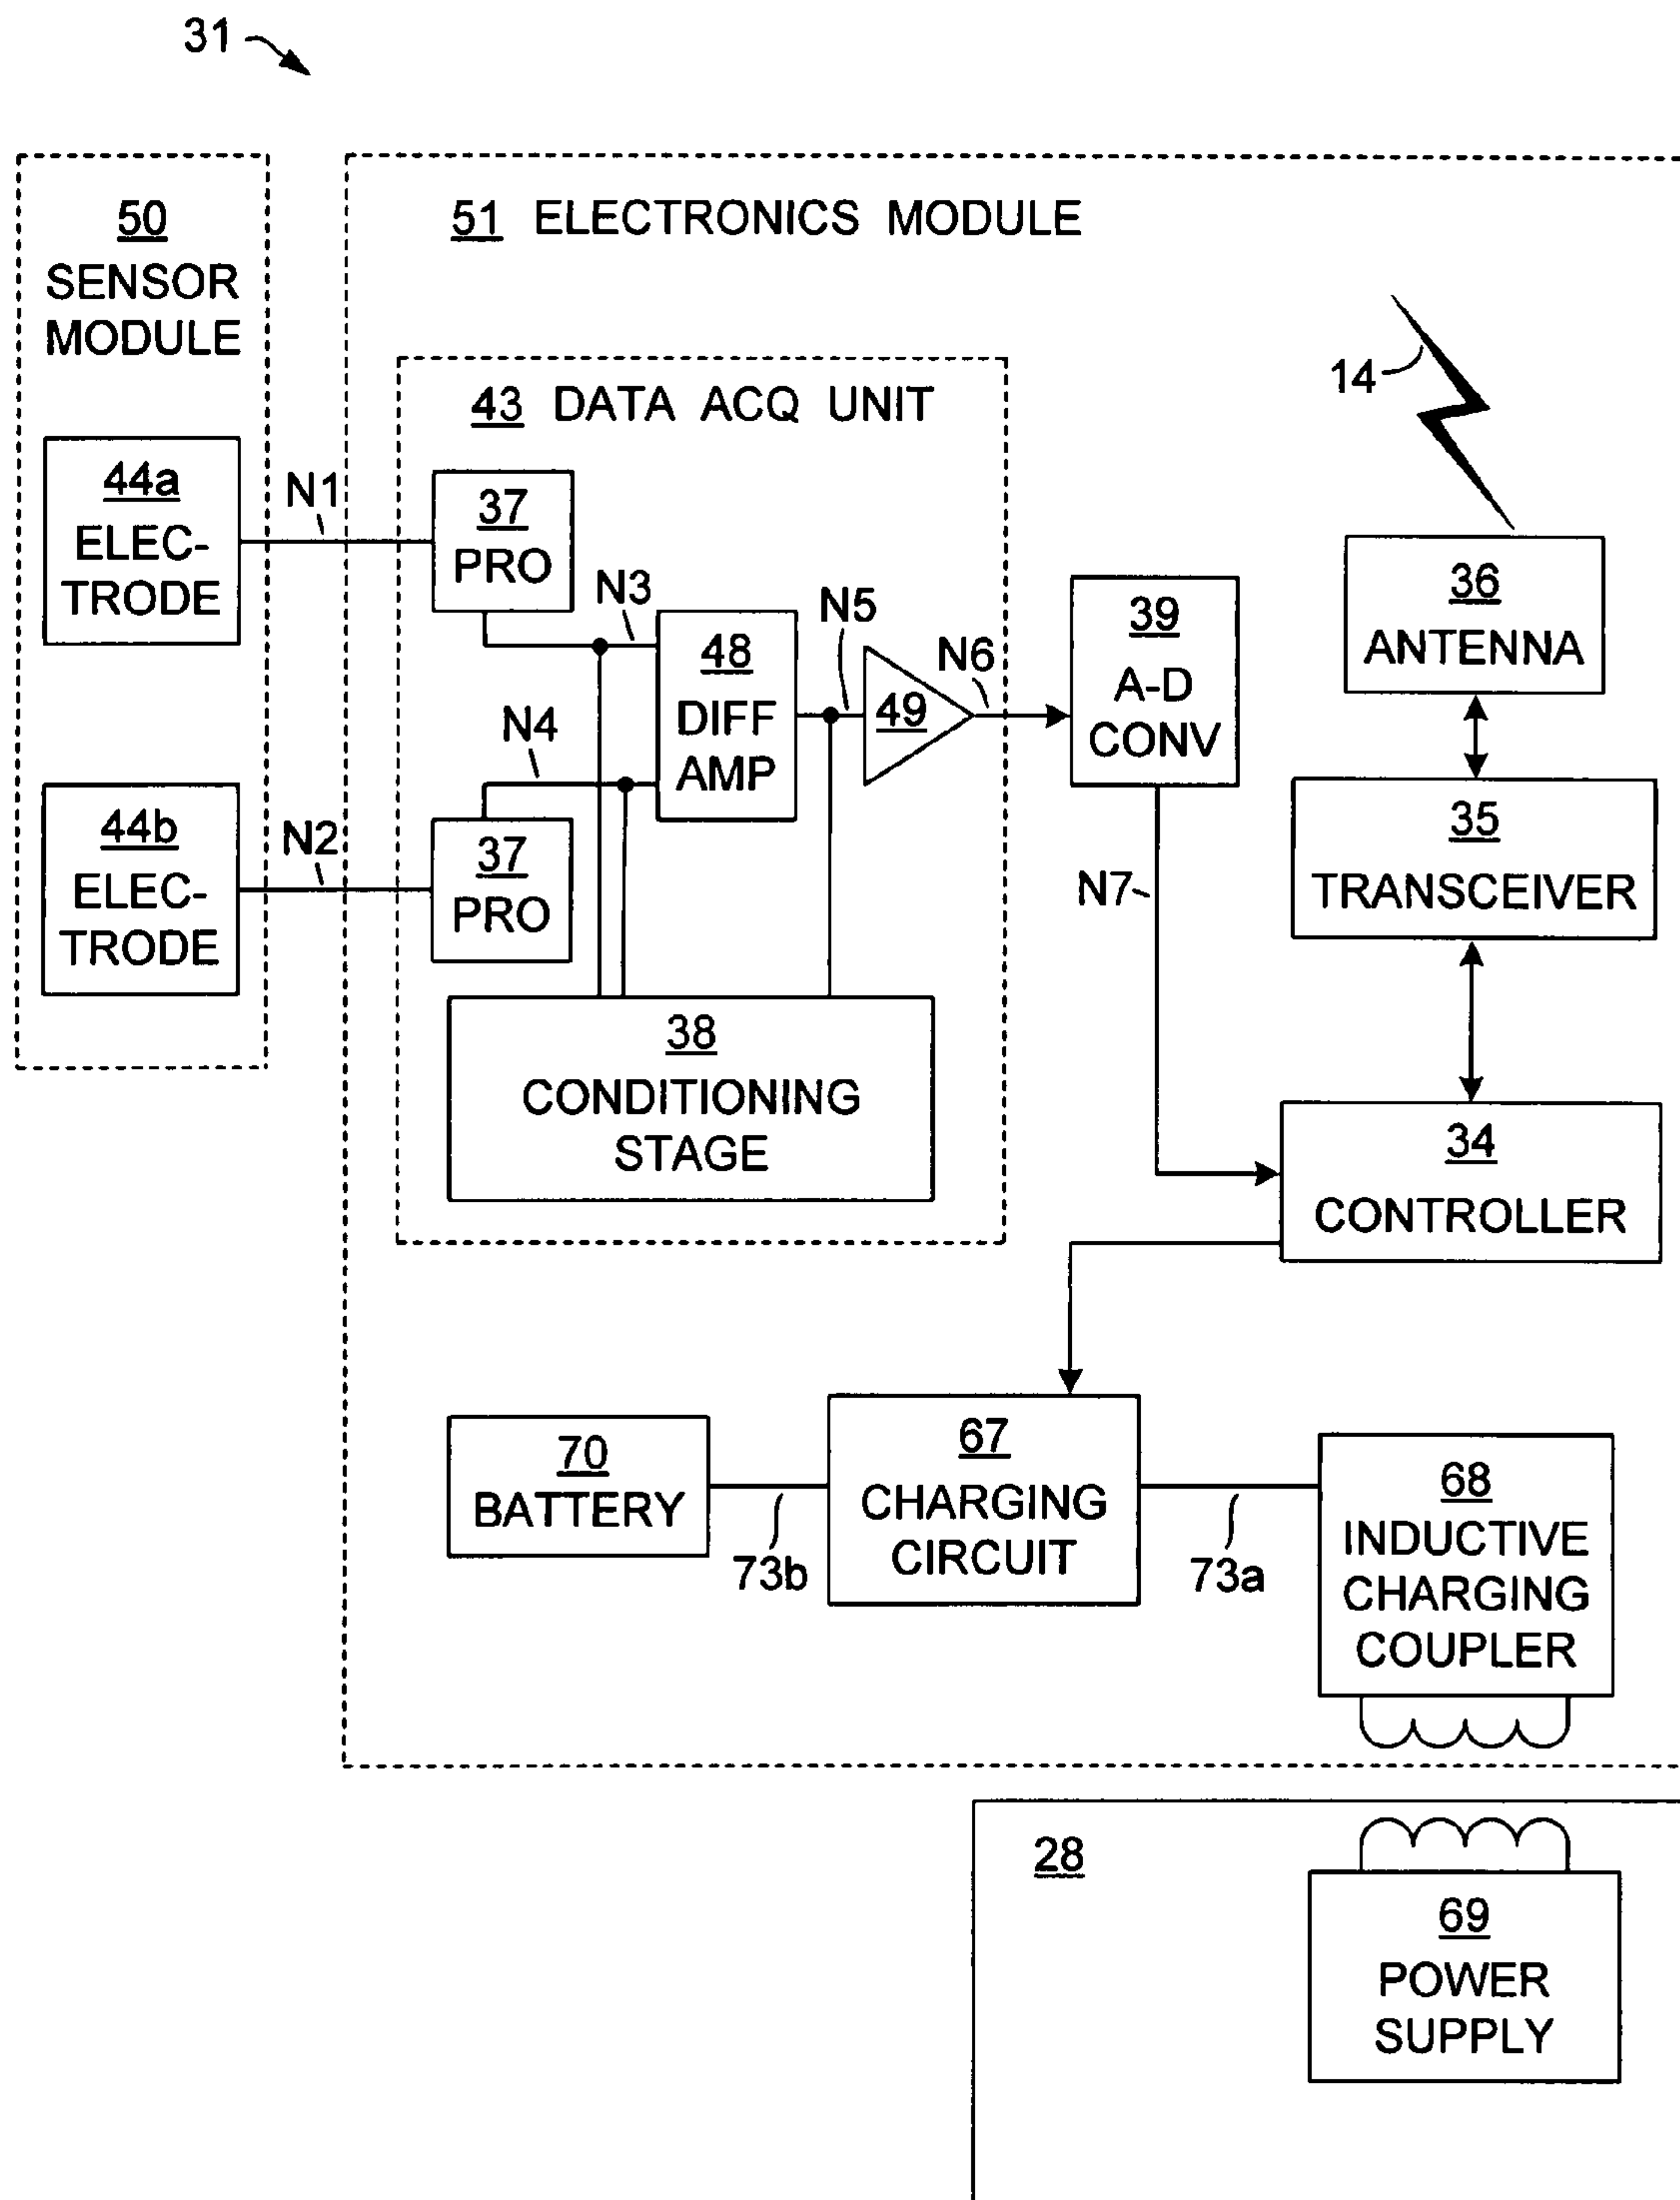 31
50
SENSOR
MODULE
51 ELECTRONICS MODULE
14
43 DATA ACQ UNIT
44a
ELEC-
TRODE
N1
37
PRO
N3
48
DIFF
AMP
N5
49
N6
39
A-D
CONV
36
ANTENNA
44b
ELEC-
TRODE
N2
N4
37
PRO
N7
35
TRANSCEIVER
38
CONDITIONING
STAGE
34
CONTROLLER
70
BATTERY
73b
67
CHARGING
CIRCUIT
73a
68
INDUCTIVE
CHARGING
COUPLER
28
69
POWER
SUPPLY